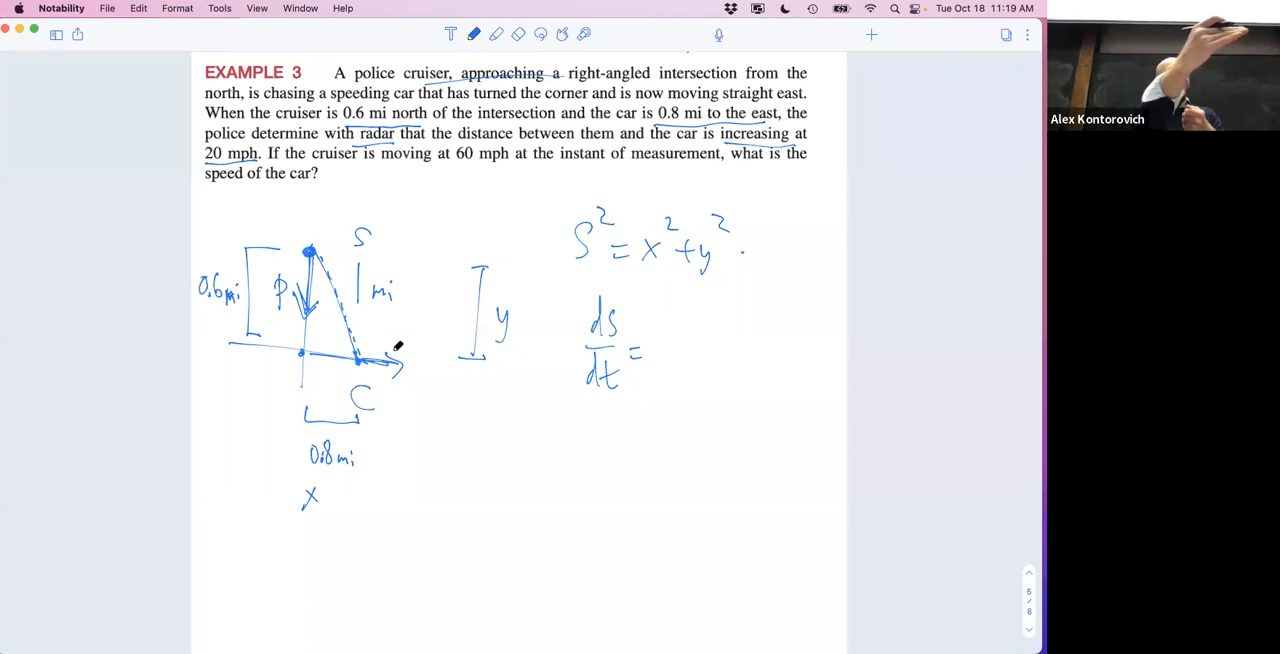 Notability File Edit View Tools View Window Help Tue Oct 18 11:19 AM
EXAMPLE 3 A police cruiser, approaching a right-angled intersection from the
north, is chasing a speeding car that has turned the corner and is now moving straight east.
When the cruiser is 0.6 mi north of the intersection and the car is 0.8 mi to the east, the
police determine with radar that the distance between them and the car is increasing at
20 mph. If the cruiser is moving at 60 mph at the instant of measurement, what is the
speed of the car?
Alex Kontorovich
S² = x² + y².
S
0.6mi P 1 mi
y
ds/dt =
C
0.8mi
x
5
/
8